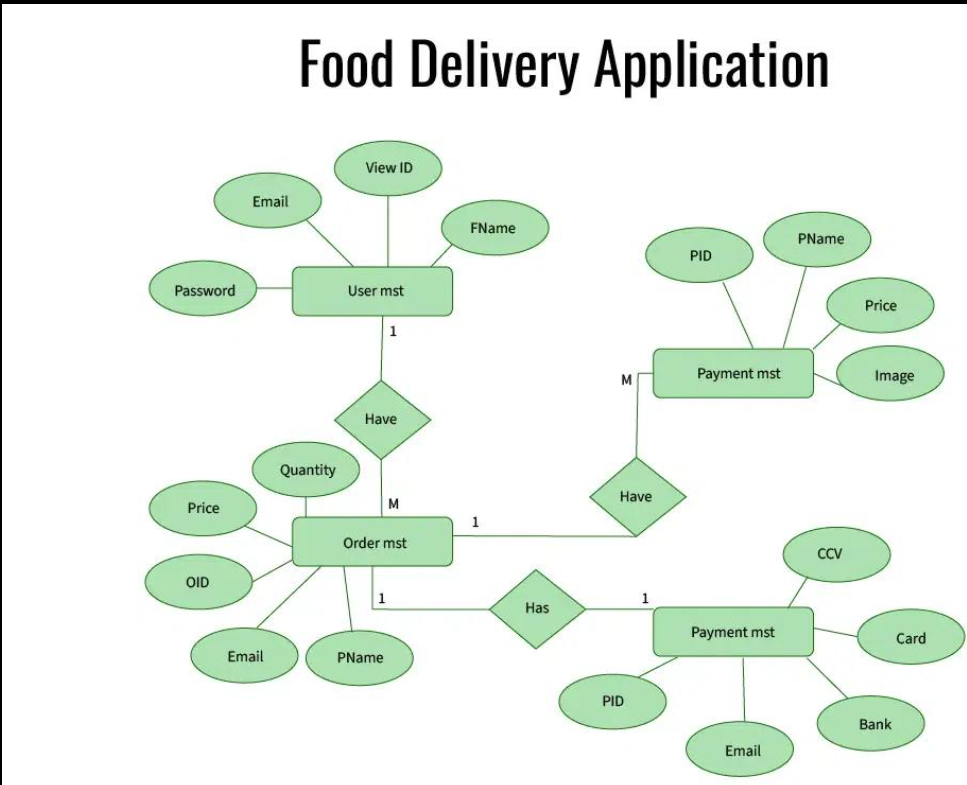 Food Delivery Application
View ID
Email
FName
Password
User mst
1
Have
M
PID
PName
Price
Payment mst
Image
M
Have
1
Quantity
Price
Order mst
OID
Email
PName
1
Has
1
CCV
Payment mst
Card
PID
Bank
Email